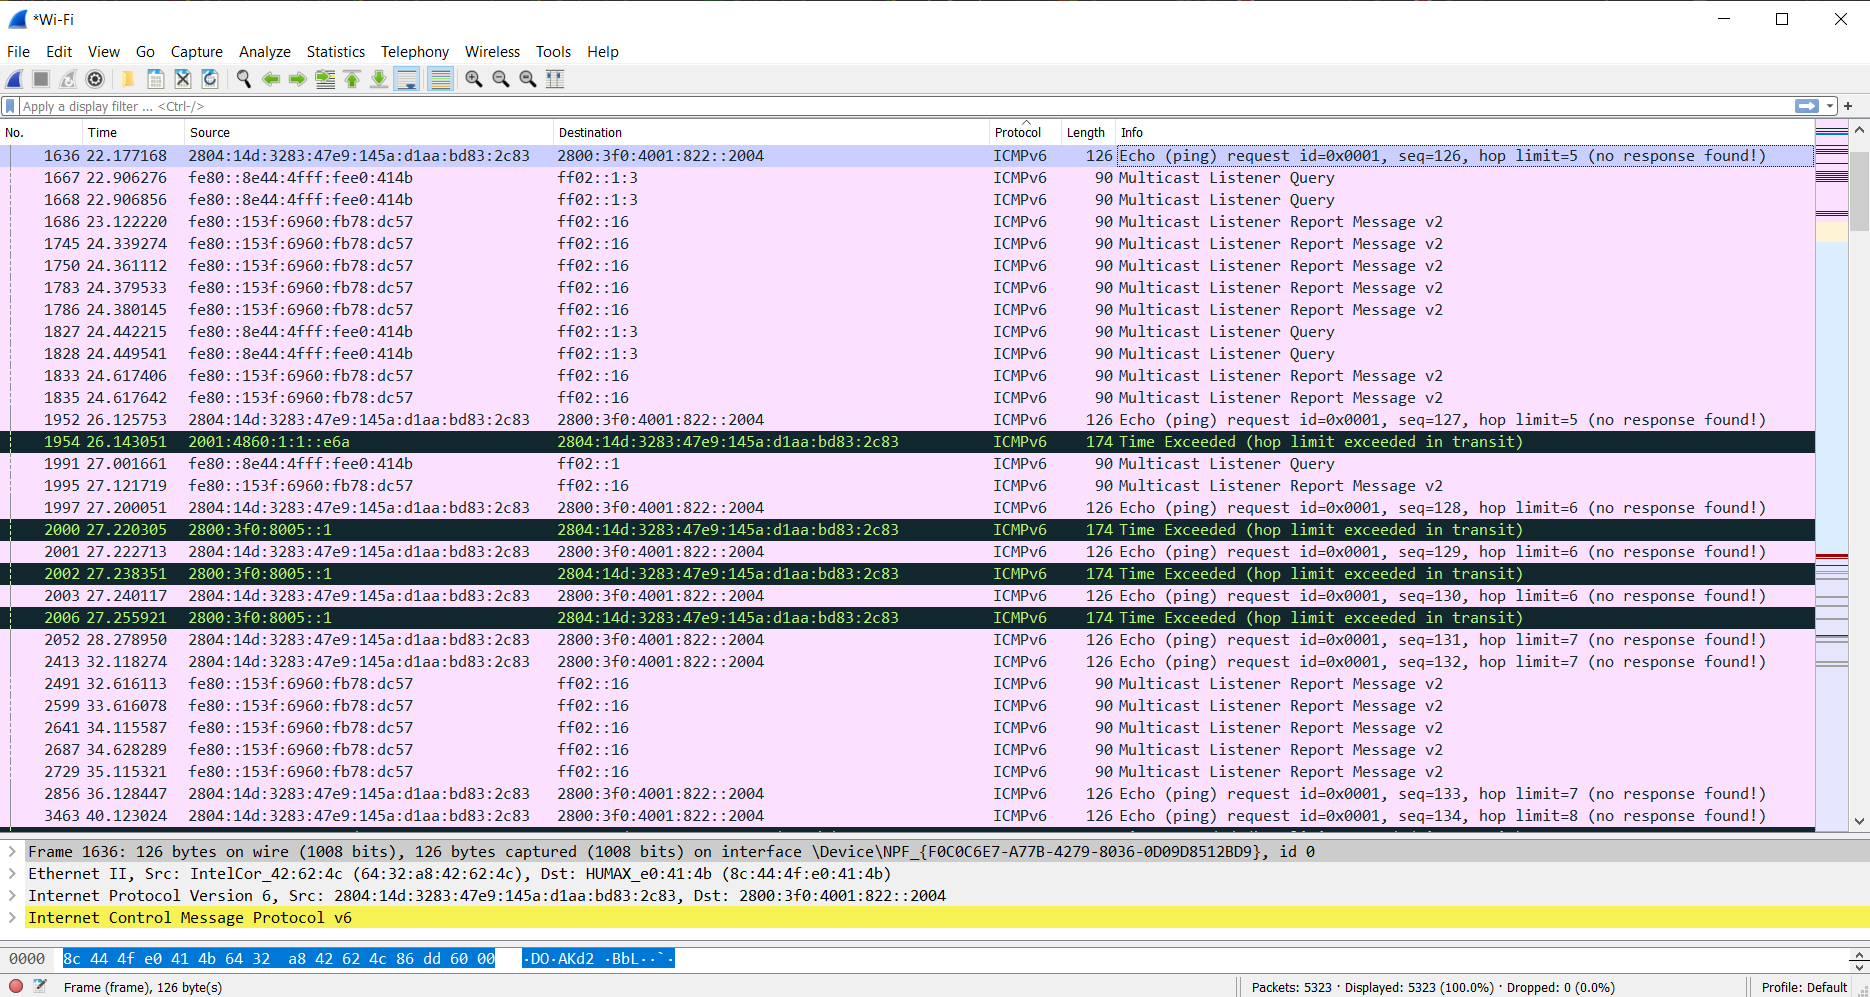 *Wi-Fi
File Edit View Go Capture Analyze Statistics Telephony Wireless Tools Help
Apply a display filter ... <Ctrl-/>
No. Time Source Destination Protocol Length Info
1636 22.177168 2804:14d:3283:47e9:145a:d1aa:bd83:2c83 2800:3f0:4001:822::2004 ICMPv6 126 Echo (ping) request id=0x0001, seq=126, hop limit=5 (no response found!)
1667 22.906276 fe80::8e44:4fff:fee0:414b ff02::1:3 ICMPv6 90 Multicast Listener Query
1668 22.906856 fe80::8e44:4fff:fee0:414b ff02::1:3 ICMPv6 90 Multicast Listener Query
1686 23.122220 fe80::153f:6960:fb78:dc57 ff02::16 ICMPv6 90 Multicast Listener Report Message v2
1745 24.339274 fe80::153f:6960:fb78:dc57 ff02::16 ICMPv6 90 Multicast Listener Report Message v2
1750 24.361112 fe80::153f:6960:fb78:dc57 ff02::16 ICMPv6 90 Multicast Listener Report Message v2
1783 24.379533 fe80::153f:6960:fb78:dc57 ff02::16 ICMPv6 90 Multicast Listener Report Message v2
1786 24.380145 fe80::153f:6960:fb78:dc57 ff02::16 ICMPv6 90 Multicast Listener Report Message v2
1827 24.442215 fe80::8e44:4fff:fee0:414b ff02::1:3 ICMPv6 90 Multicast Listener Query
1828 24.449541 fe80::8e44:4fff:fee0:414b ff02::1:3 ICMPv6 90 Multicast Listener Query
1833 24.617406 fe80::153f:6960:fb78:dc57 ff02::16 ICMPv6 90 Multicast Listener Report Message v2
1835 24.617642 fe80::153f:6960:fb78:dc57 ff02::16 ICMPv6 90 Multicast Listener Report Message v2
1952 26.125753 2804:14d:3283:47e9:145a:d1aa:bd83:2c83 2800:3f0:4001:822::2004 ICMPv6 126 Echo (ping) request id=0x0001, seq=127, hop limit=5 (no response found!)
1954 26.143051 2001:4860:1:1::e6a 2804:14d:3283:47e9:145a:d1aa:bd83:2c83 ICMPv6 174 Time Exceeded (hop limit exceeded in transit)
1991 27.001661 fe80::8e44:4fff:fee0:414b ff02::1 ICMPv6 90 Multicast Listener Query
1995 27.121719 fe80::153f:6960:fb78:dc57 ff02::16 ICMPv6 90 Multicast Listener Report Message v2
1997 27.200051 2804:14d:3283:47e9:145a:d1aa:bd83:2c83 2800:3f0:4001:822::2004 ICMPv6 126 Echo (ping) request id=0x0001, seq=128, hop limit=6 (no response found!)
2000 27.220305 2800:3f0:8005::1 2804:14d:3283:47e9:145a:d1aa:bd83:2c83 ICMPv6 174 Time Exceeded (hop limit exceeded in transit)
2001 27.222713 2804:14d:3283:47e9:145a:d1aa:bd83:2c83 2800:3f0:4001:822::2004 ICMPv6 126 Echo (ping) request id=0x0001, seq=129, hop limit=6 (no response found!)
2002 27.238351 2800:3f0:8005::1 2804:14d:3283:47e9:145a:d1aa:bd83:2c83 ICMPv6 174 Time Exceeded (hop limit exceeded in transit)
2003 27.240117 2804:14d:3283:47e9:145a:d1aa:bd83:2c83 2800:3f0:4001:822::2004 ICMPv6 126 Echo (ping) request id=0x0001, seq=130, hop limit=6 (no response found!)
2006 27.255921 2800:3f0:8005::1 2804:14d:3283:47e9:145a:d1aa:bd83:2c83 ICMPv6 174 Time Exceeded (hop limit exceeded in transit)
2052 28.278950 2804:14d:3283:47e9:145a:d1aa:bd83:2c83 2800:3f0:4001:822::2004 ICMPv6 126 Echo (ping) request id=0x0001, seq=131, hop limit=7 (no response found!)
2413 32.118274 2804:14d:3283:47e9:145a:d1aa:bd83:2c83 2800:3f0:4001:822::2004 ICMPv6 126 Echo (ping) request id=0x0001, seq=132, hop limit=7 (no response found!)
2491 32.616113 fe80::153f:6960:fb78:dc57 ff02::16 ICMPv6 90 Multicast Listener Report Message v2
2599 33.616078 fe80::153f:6960:fb78:dc57 ff02::16 ICMPv6 90 Multicast Listener Report Message v2
2641 34.115587 fe80::153f:6960:fb78:dc57 ff02::16 ICMPv6 90 Multicast Listener Report Message v2
2687 34.628289 fe80::153f:6960:fb78:dc57 ff02::16 ICMPv6 90 Multicast Listener Report Message v2
2729 35.115321 fe80::153f:6960:fb78:dc57 ff02::16 ICMPv6 90 Multicast Listener Report Message v2
2856 36.128447 2804:14d:3283:47e9:145a:d1aa:bd83:2c83 2800:3f0:4001:822::2004 ICMPv6 126 Echo (ping) request id=0x0001, seq=133, hop limit=7 (no response found!)
3463 40.123024 2804:14d:3283:47e9:145a:d1aa:bd83:2c83 2800:3f0:4001:822::2004 ICMPv6 126 Echo (ping) request id=0x0001, seq=134, hop limit=8 (no response found!)
Frame 1636: 126 bytes on wire (1008 bits), 126 bytes captured (1008 bits) on interface \Device\NPF_{F0C0C6E7-A77B-4279-8036-0D09D8512BD9}, id 0
Ethernet II, Src: IntelCor_42:62:4c (64:32:a8:42:62:4c), Dst: HUMAX_e0:41:4b (8c:44:4f:e0:41:4b)
Internet Protocol Version 6, Src: 2804:14d:3283:47e9:145a:d1aa:bd83:2c83, Dst: 2800:3f0:4001:822::2004
Internet Control Message Protocol v6
0000 8c 44 4f e0 41 4b 64 32 a8 42 62 4c 86 dd 60 00 ·DO·AKd2 ·BbL··`·
Frame (frame), 126 byte(s) Packets: 5323 · Displayed: 5323 (100.0%) · Dropped: 0 (0.0%) Profile: Default